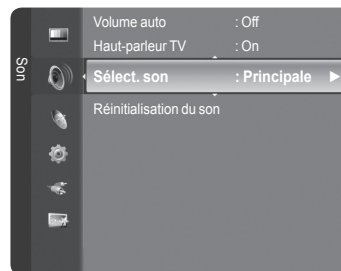 Son
Volume auto : Off
Haut-parleur TV : On
Sélect. son : Principale
Réinitialisation du son